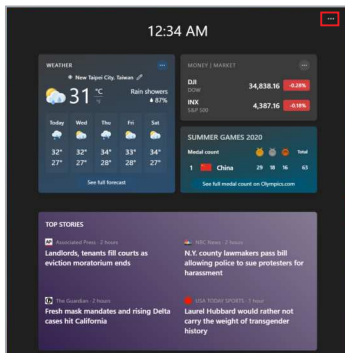 12:34 AM
WEATHER
New Taipei City, Taiwan
31 °C °F
Rain showers
87%
Today Wed Thu Fri Sat
32° 32° 34° 33° 34°
27° 27° 28° 28° 27°
See full forecast
MONEY | MARKET
DJI
DOW
34,838.16 -0.28%
INX
S&P 500
4,387.16 -0.18%
SUMMER GAMES 2020
Medal count Total
1 China 29 18 16 63
See full medal count on Olympics.com
TOP STORIES
AP Associated Press · 2 hours
Landlords, tenants fill courts as
eviction moratorium ends
NBC News · 2 hours
N.Y. county lawmakers pass bill
allowing police to sue protesters for
harassment
The Guardian · 2 hours
Fresh mask mandates and rising Delta
cases hit California
USA TODAY SPORTS · 1 hour
Laurel Hubbard would rather not
carry the weight of transgender
history